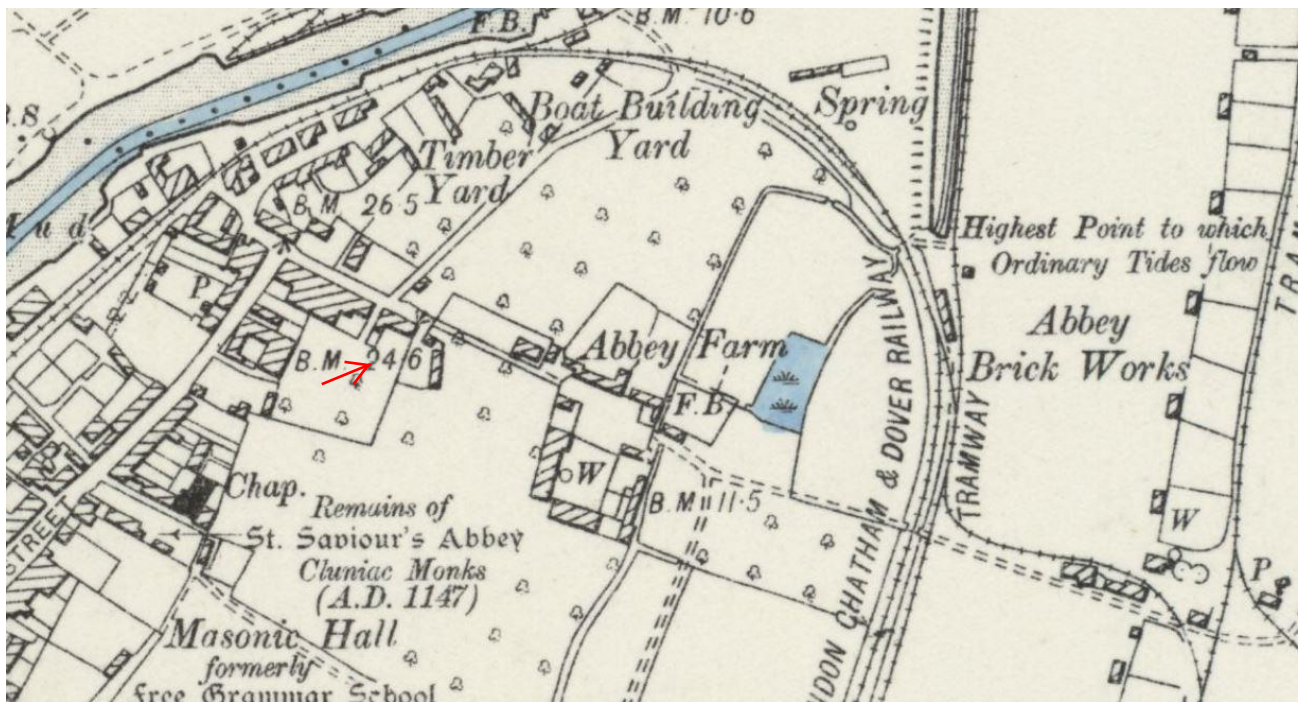 F.B.
B.M. 10·6
Boat Building
Yard
Spring
Timber
Yard
B.M. 26·5
Mud
P.
Highest Point to which
Ordinary Tides flow
Abbey Farm
Abbey
Brick Works
B.M. 24·6
F.B.
W
B.M. 11·5
W
P.
Chap.
Remains of
St. Saviour's Abbey
Cluniac Monks
(A.D. 1147)
STREET
Masonic Hall
formerly
Free Grammar School
CHATHAM & DOVER RAILWAY
TRAMWAY